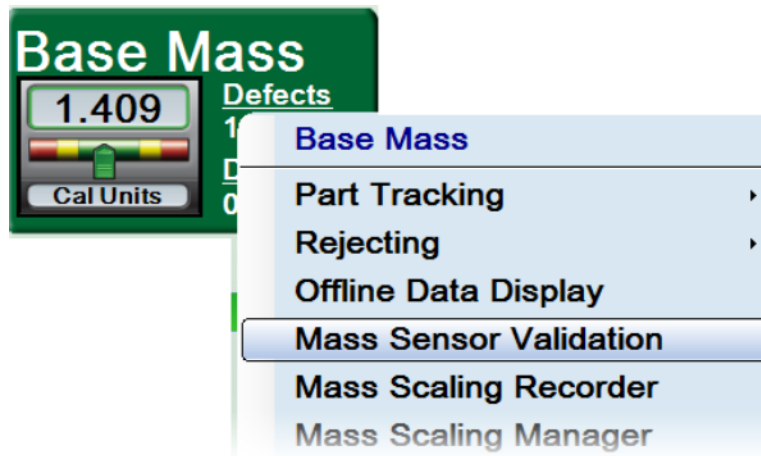 Base Mass
1.409
Cal Units
Defects
Base Mass
Part Tracking
Rejecting
Offline Data Display
Mass Sensor Validation
Mass Scaling Recorder
Mass Scaling Manager